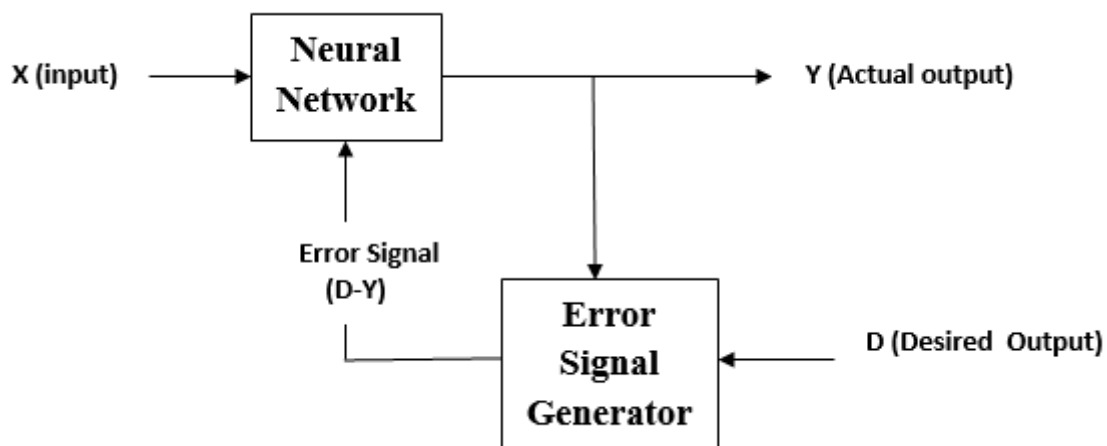 X (input)
Neural
Network
Y (Actual output)
Error Signal
(D-Y)
Error
Signal
Generator
D (Desired Output)